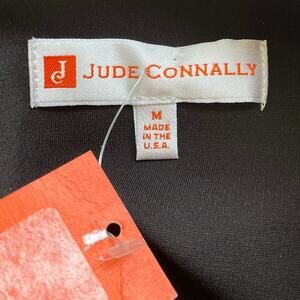 J JUDE CONNALLY
M
MADE
IN THE
U.S.A.